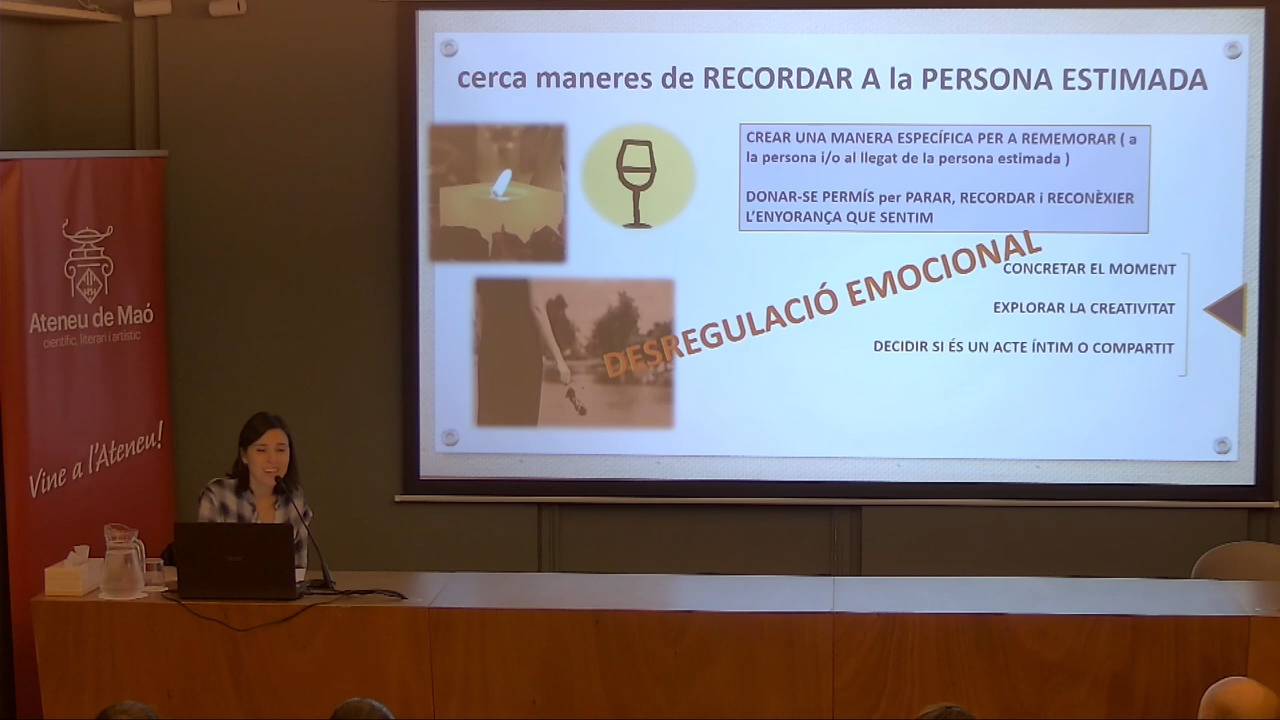 cerca maneres de RECORDAR A la PERSONA ESTIMADA
CREAR UNA MANERA ESPECÍFICA PER A REMEMORAR ( a
la persona i/o al llegat de la persona estimada )
DONAR-SE PERMÍS per PARAR, RECORDAR i RECONÈXIER
L'ENYORANÇA QUE SENTIM
DESREGULACIÓ EMOCIONAL
CONCRETAR EL MOMENT
EXPLORAR LA CREATIVITAT
DECIDIR SI ÉS UN ACTE ÍNTIM O COMPARTIT
Ateneu de Maó
científic, literari i artístic
Vine a l'Ateneu!
acer